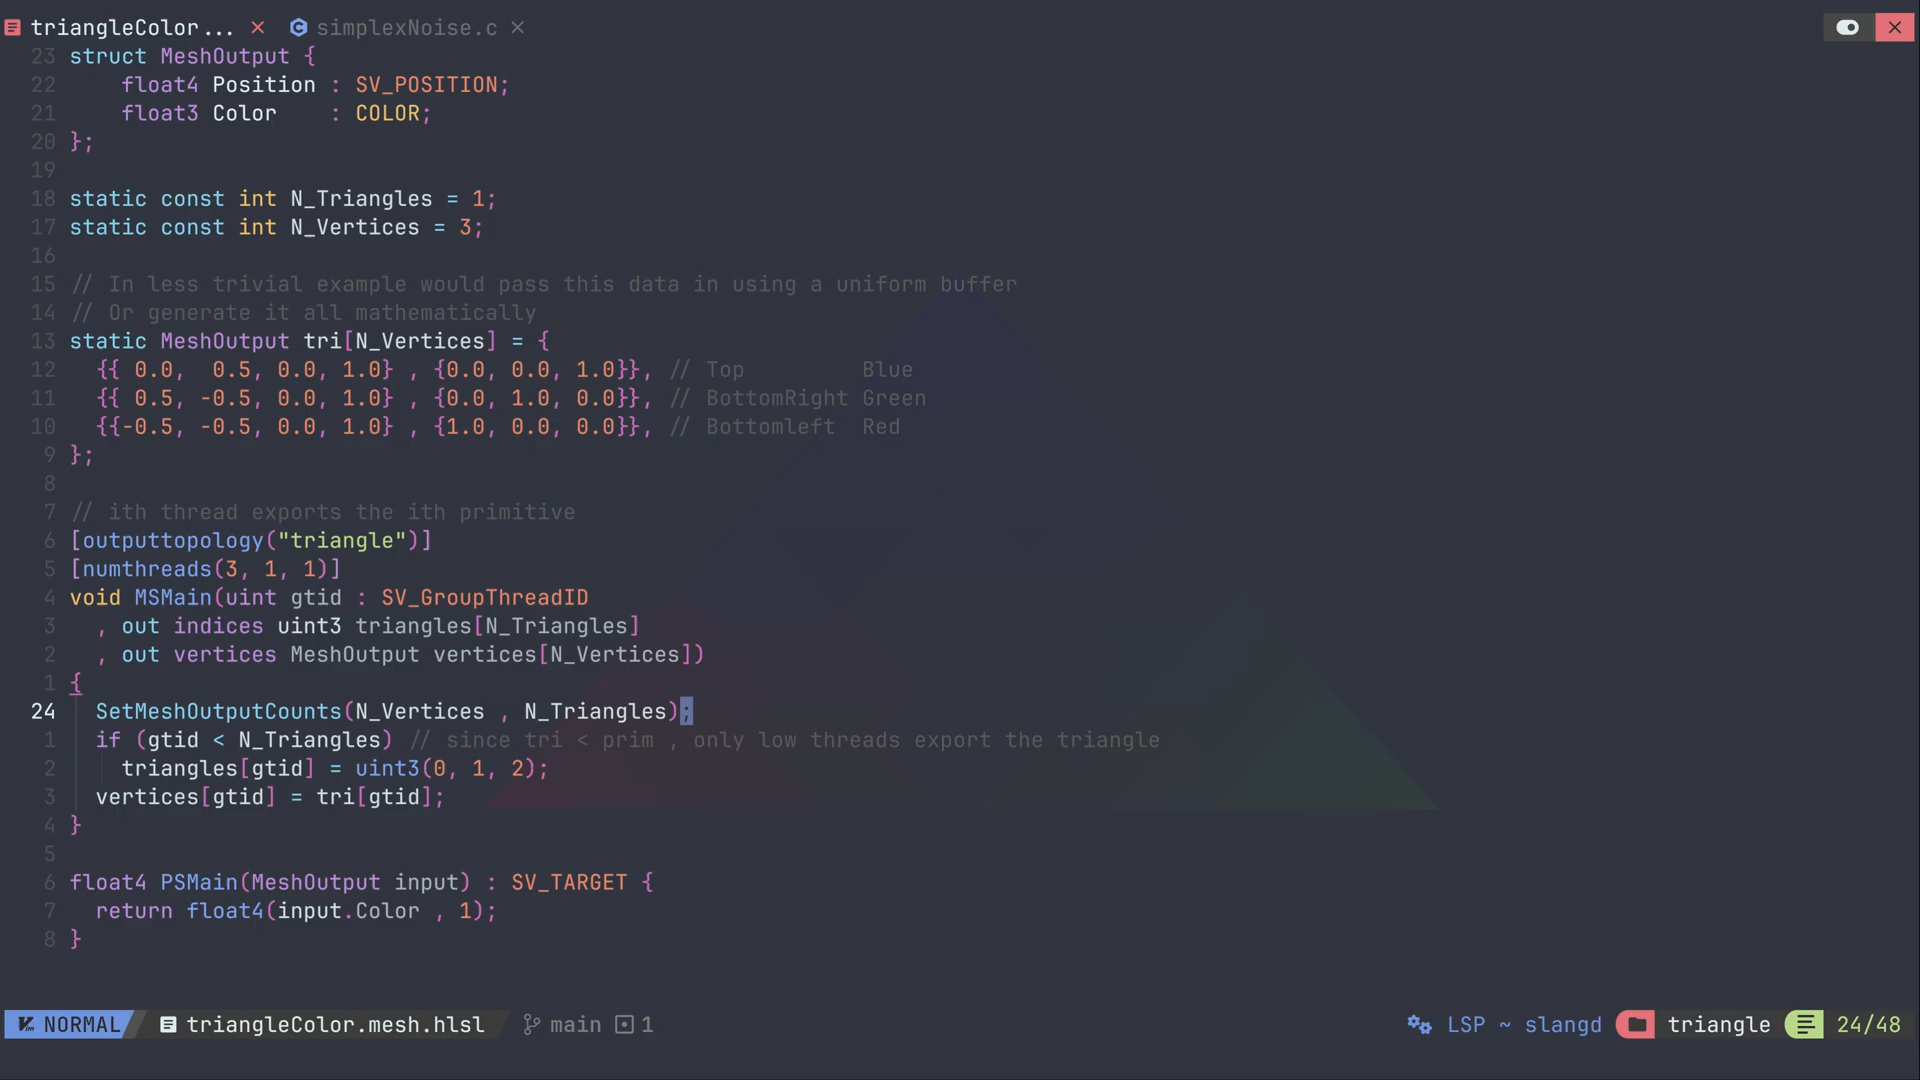 triangleColor... simplexNoise.c
23 struct MeshOutput {
22 float4 Position : SV_POSITION;
21 float3 Color    : COLOR;
20 };
19
18 static const int N_Triangles = 1;
17 static const int N_Vertices = 3;
16
15 // In less trivial example would pass this data in using a uniform buffer
14 // Or generate it all mathematically
13 static MeshOutput tri[N_Vertices] = {
12   {{ 0.0,  0.5, 0.0, 1.0} , {0.0, 0.0, 1.0}}, // Top         Blue
11   {{ 0.5, -0.5, 0.0, 1.0} , {0.0, 1.0, 0.0}}, // BottomRight Green
10   {{-0.5, -0.5, 0.0, 1.0} , {1.0, 0.0, 0.0}}, // Bottomleft  Red
9 };
8
7 // ith thread exports the ith primitive
6 [outputtopology("triangle")]
5 [numthreads(3, 1, 1)]
4 void MSMain(uint gtid : SV_GroupThreadID
3   , out indices uint3 triangles[N_Triangles]
2   , out vertices MeshOutput vertices[N_Vertices])
1 {
24   SetMeshOutputCounts(N_Vertices , N_Triangles);
1   if (gtid < N_Triangles) // since tri < prim , only low threads export the triangle
2     triangles[gtid] = uint3(0, 1, 2);
3   vertices[gtid] = tri[gtid];
4 }
5
6 float4 PSMain(MeshOutput input) : SV_TARGET {
7   return float4(input.Color , 1);
8 }
NORMAL triangleColor.mesh.hlsl main 1 LSP ~ slangd triangle 24/48